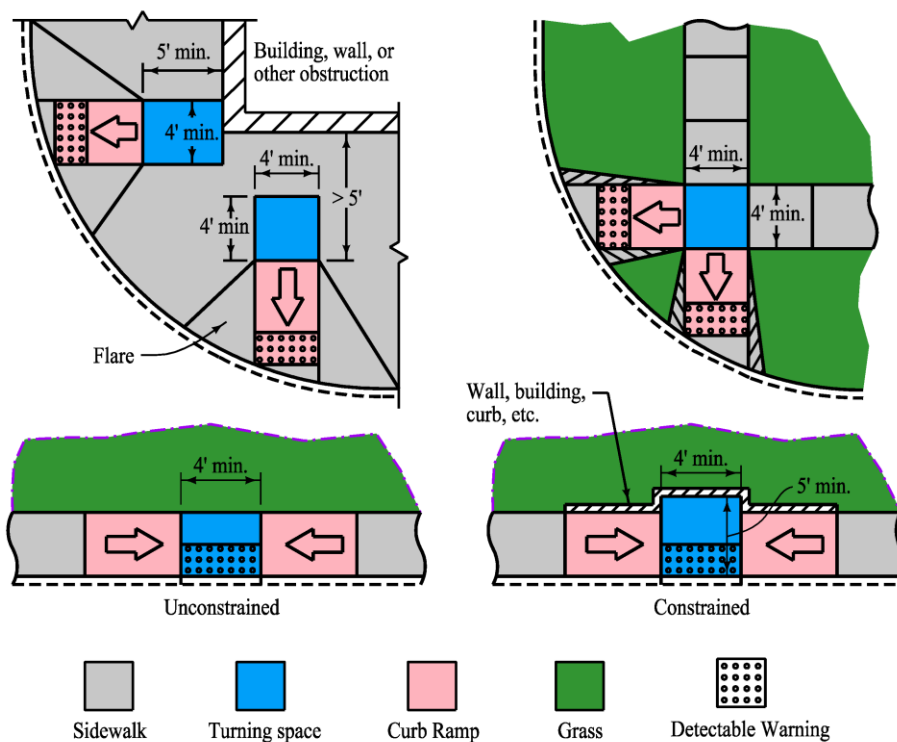 5' min.
Building, wall, or
other obstruction
4' min.
4' min.
> 5'
4' min
Flare
4' min.
4' min.
Wall, building,
curb, etc.
4' min.
4' min.
5' min.
Unconstrained
Constrained
Sidewalk
Turning space
Curb Ramp
Grass
Detectable Warning